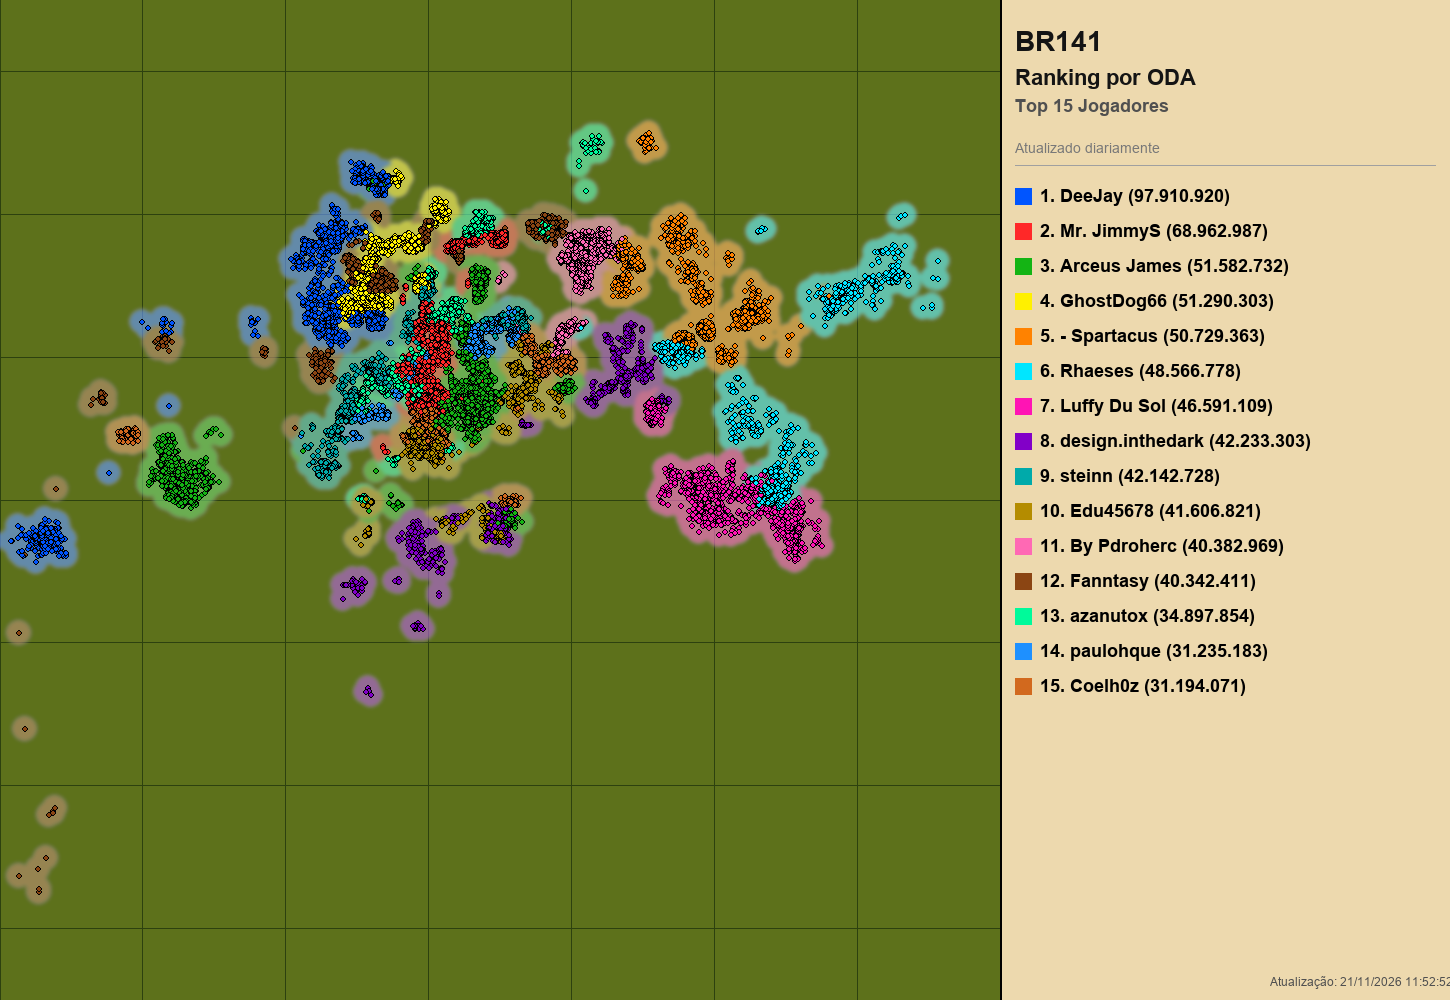 BR141
Ranking por ODA
Top 15 Jogadores
Atualizado diariamente
1. DeeJay (97.910.920)
2. Mr. JimmyS (68.962.987)
3. Arceus James (51.582.732)
4. GhostDog66 (51.290.303)
5. - Spartacus (50.729.363)
6. Rhaeses (48.566.778)
7. Luffy Du Sol (46.591.109)
8. design.inthedark (42.233.303)
9. steinn (42.142.728)
10. Edu45678 (41.606.821)
11. By Pdroherc (40.382.969)
12. Fanntasy (40.342.411)
13. azanutox (34.897.854)
14. paulohque (31.235.183)
15. Coelh0z (31.194.071)
Atualização: 21/11/2026 11:52:52